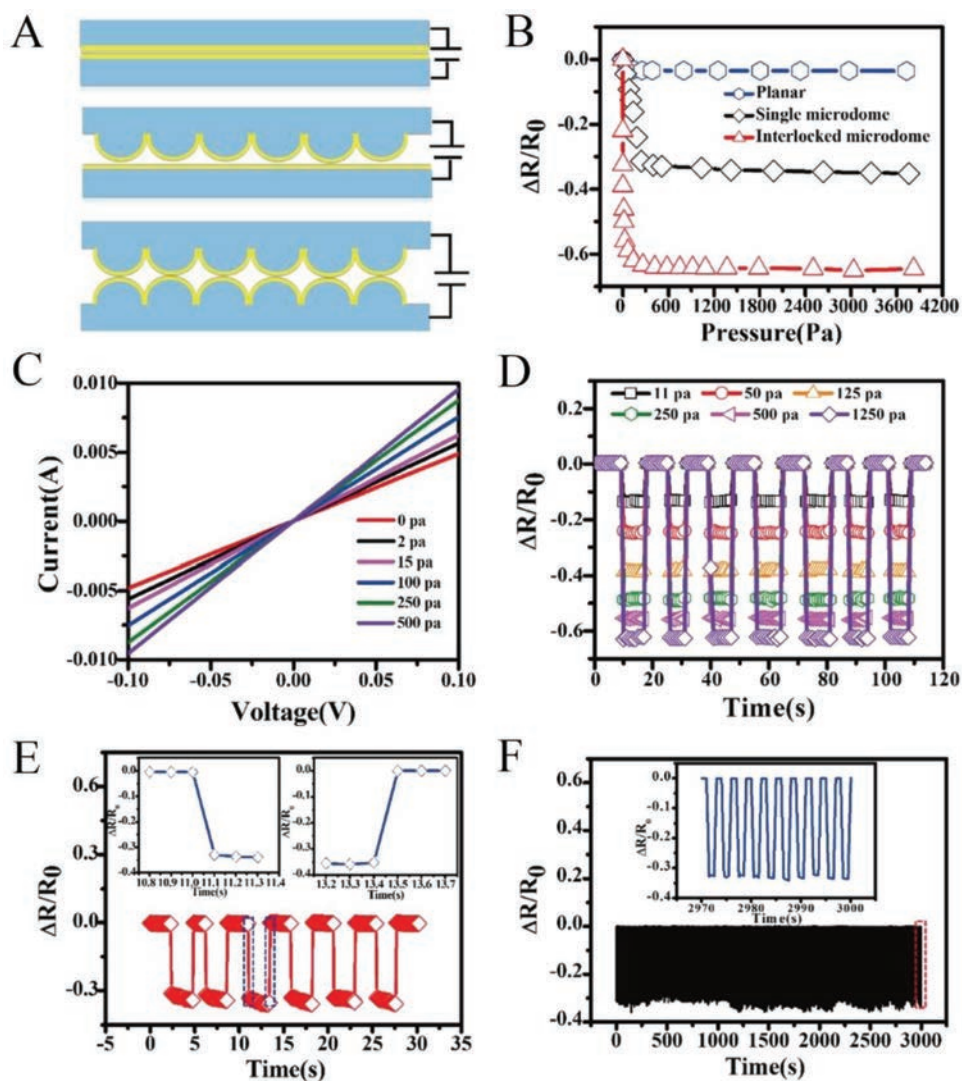 A
B
0.0
-0.2
-0.4
-0.6
ΔR/R0
Planar
Single microdome
Interlocked microdome
0 600 1200 1800 2400 3000 3600 4200
Pressure(Pa)
C
0.010
0.005
0.000
-0.005
-0.010
Current(A)
0 pa
2 pa
15 pa
100 pa
250 pa
500 pa
-0.10 -0.05 0.00 0.05 0.10
Voltage(V)
D
11 pa 50 pa 125 pa
250 pa 500 pa 1250 pa
0.2
0.0
-0.2
-0.4
-0.6
ΔR/R0
0 20 40 60 80 100 120
Time(s)
E
0.6
0.3
0.0
-0.3
ΔR/R0
0.0
-0.1
-0.2
-0.3
-0.4
ΔR/R0
10.8 10.9 11.0 11.1 11.2 11.3 11.4
Time(s)
0.0
-0.1
-0.2
-0.3
-0.4
ΔR/R0
13.2 13.3 13.4 13.5 13.6 13.7
Time(s)
-5 0 5 10 15 20 25 30 35
Time(s)
F
0.6
0.4
0.2
0.0
-0.2
-0.4
ΔR/R0
0.0
-0.1
-0.2
-0.3
-0.4
ΔR/R0
2970 2980 2990 3000
Time(s)
0 500 1000 1500 2000 2500 3000
Time(s)